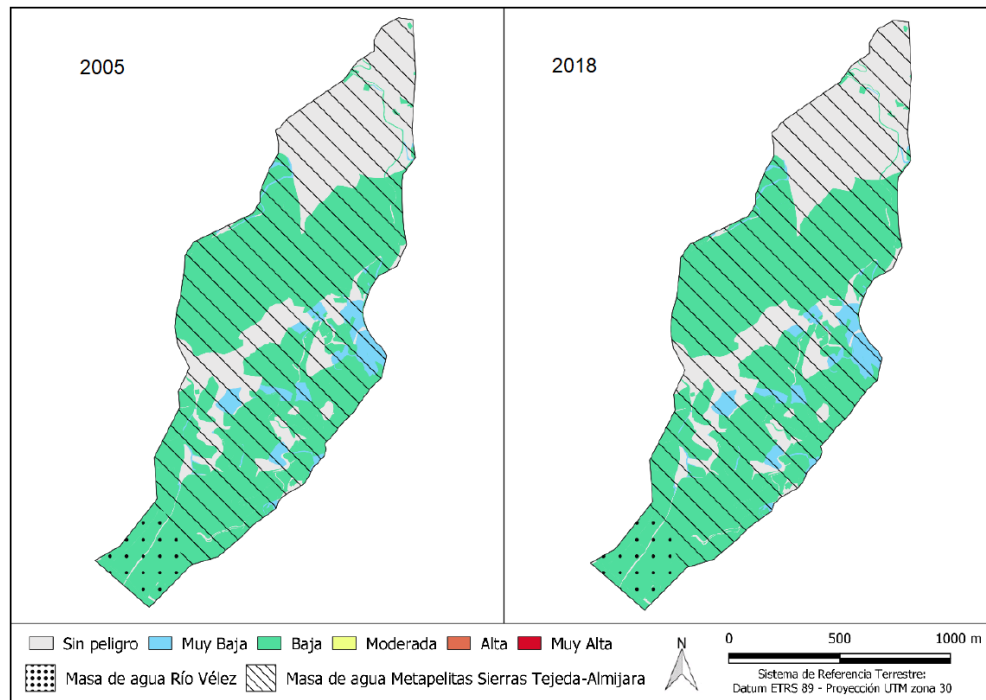 2005
2018
Sin peligro Muy Baja Baja Moderada Alta Muy Alta
Masa de agua Río Vélez Masa de agua Metapelitas Sierras Tejeda-Almijara
N
0 500 1000 m
Sistema de Referencia Terrestre:
Datum ETRS 89 - Proyección UTM zona 30